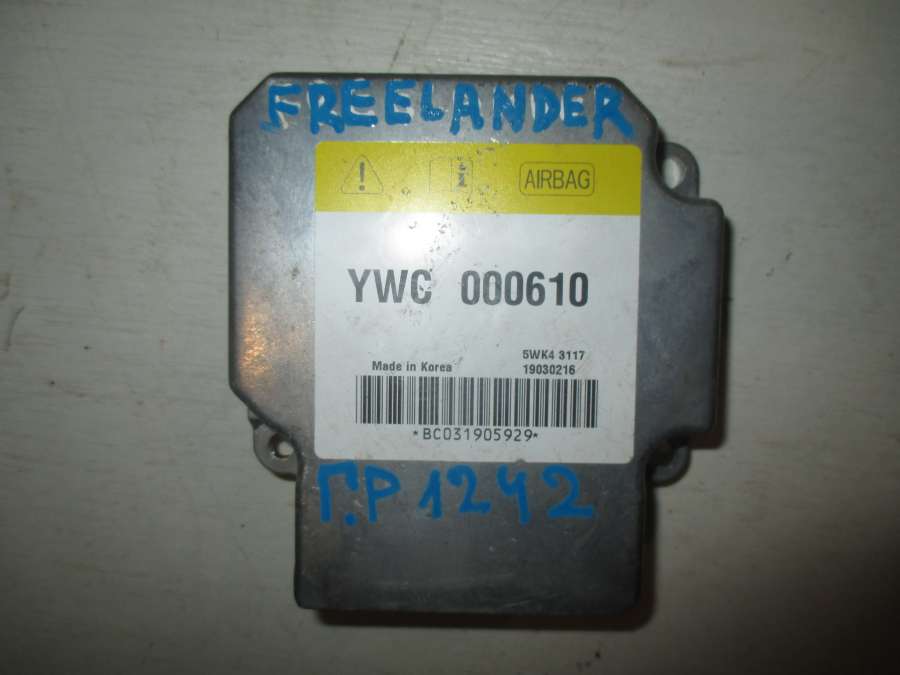 FREELANDER
AIRBAG
YWC 000610
5WK4 3117
Made in Korea 19030216
*BC031905929*
Г.Р 1242